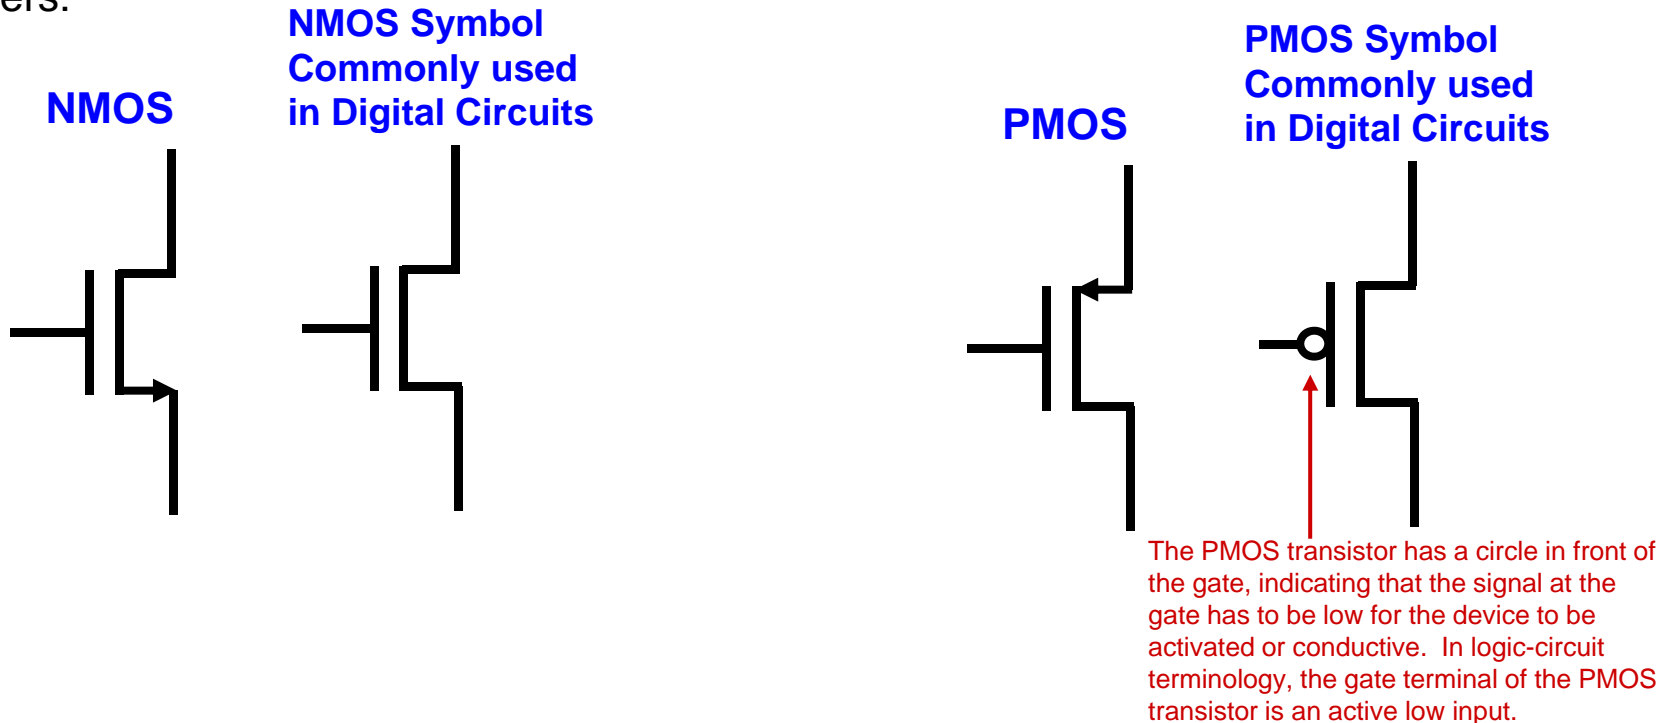 ers.
NMOS
NMOS Symbol
Commonly used
in Digital Circuits
PMOS
PMOS Symbol
Commonly used
in Digital Circuits
The PMOS transistor has a circle in front of
the gate, indicating that the signal at the
gate has to be low for the device to be
activated or conductive.  In logic-circuit
terminology, the gate terminal of the PMOS
transistor is an active low input.